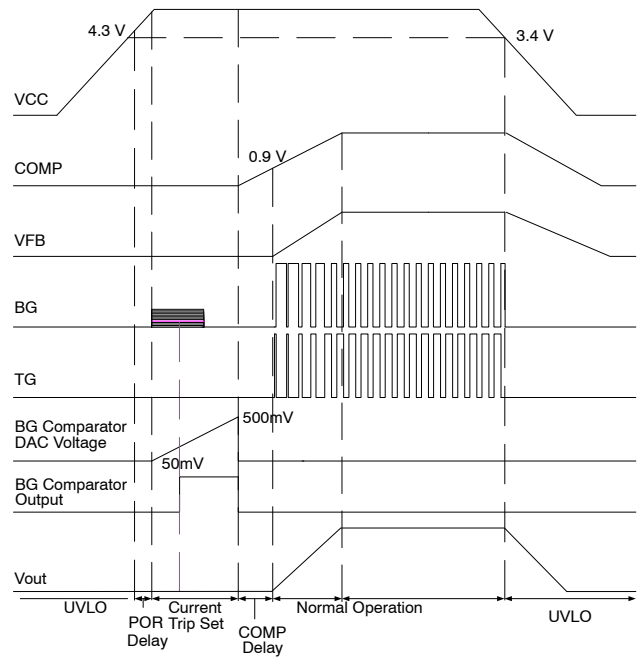 4.3 V
3.4 V
VCC
0.9 V
COMP
VFB
BG
TG
BG Comparator
DAC Voltage
500mV
50mV
BG Comparator
Output
Vout
UVLO
POR
Delay
Current
Trip Set
COMP
Delay
Normal Operation
UVLO